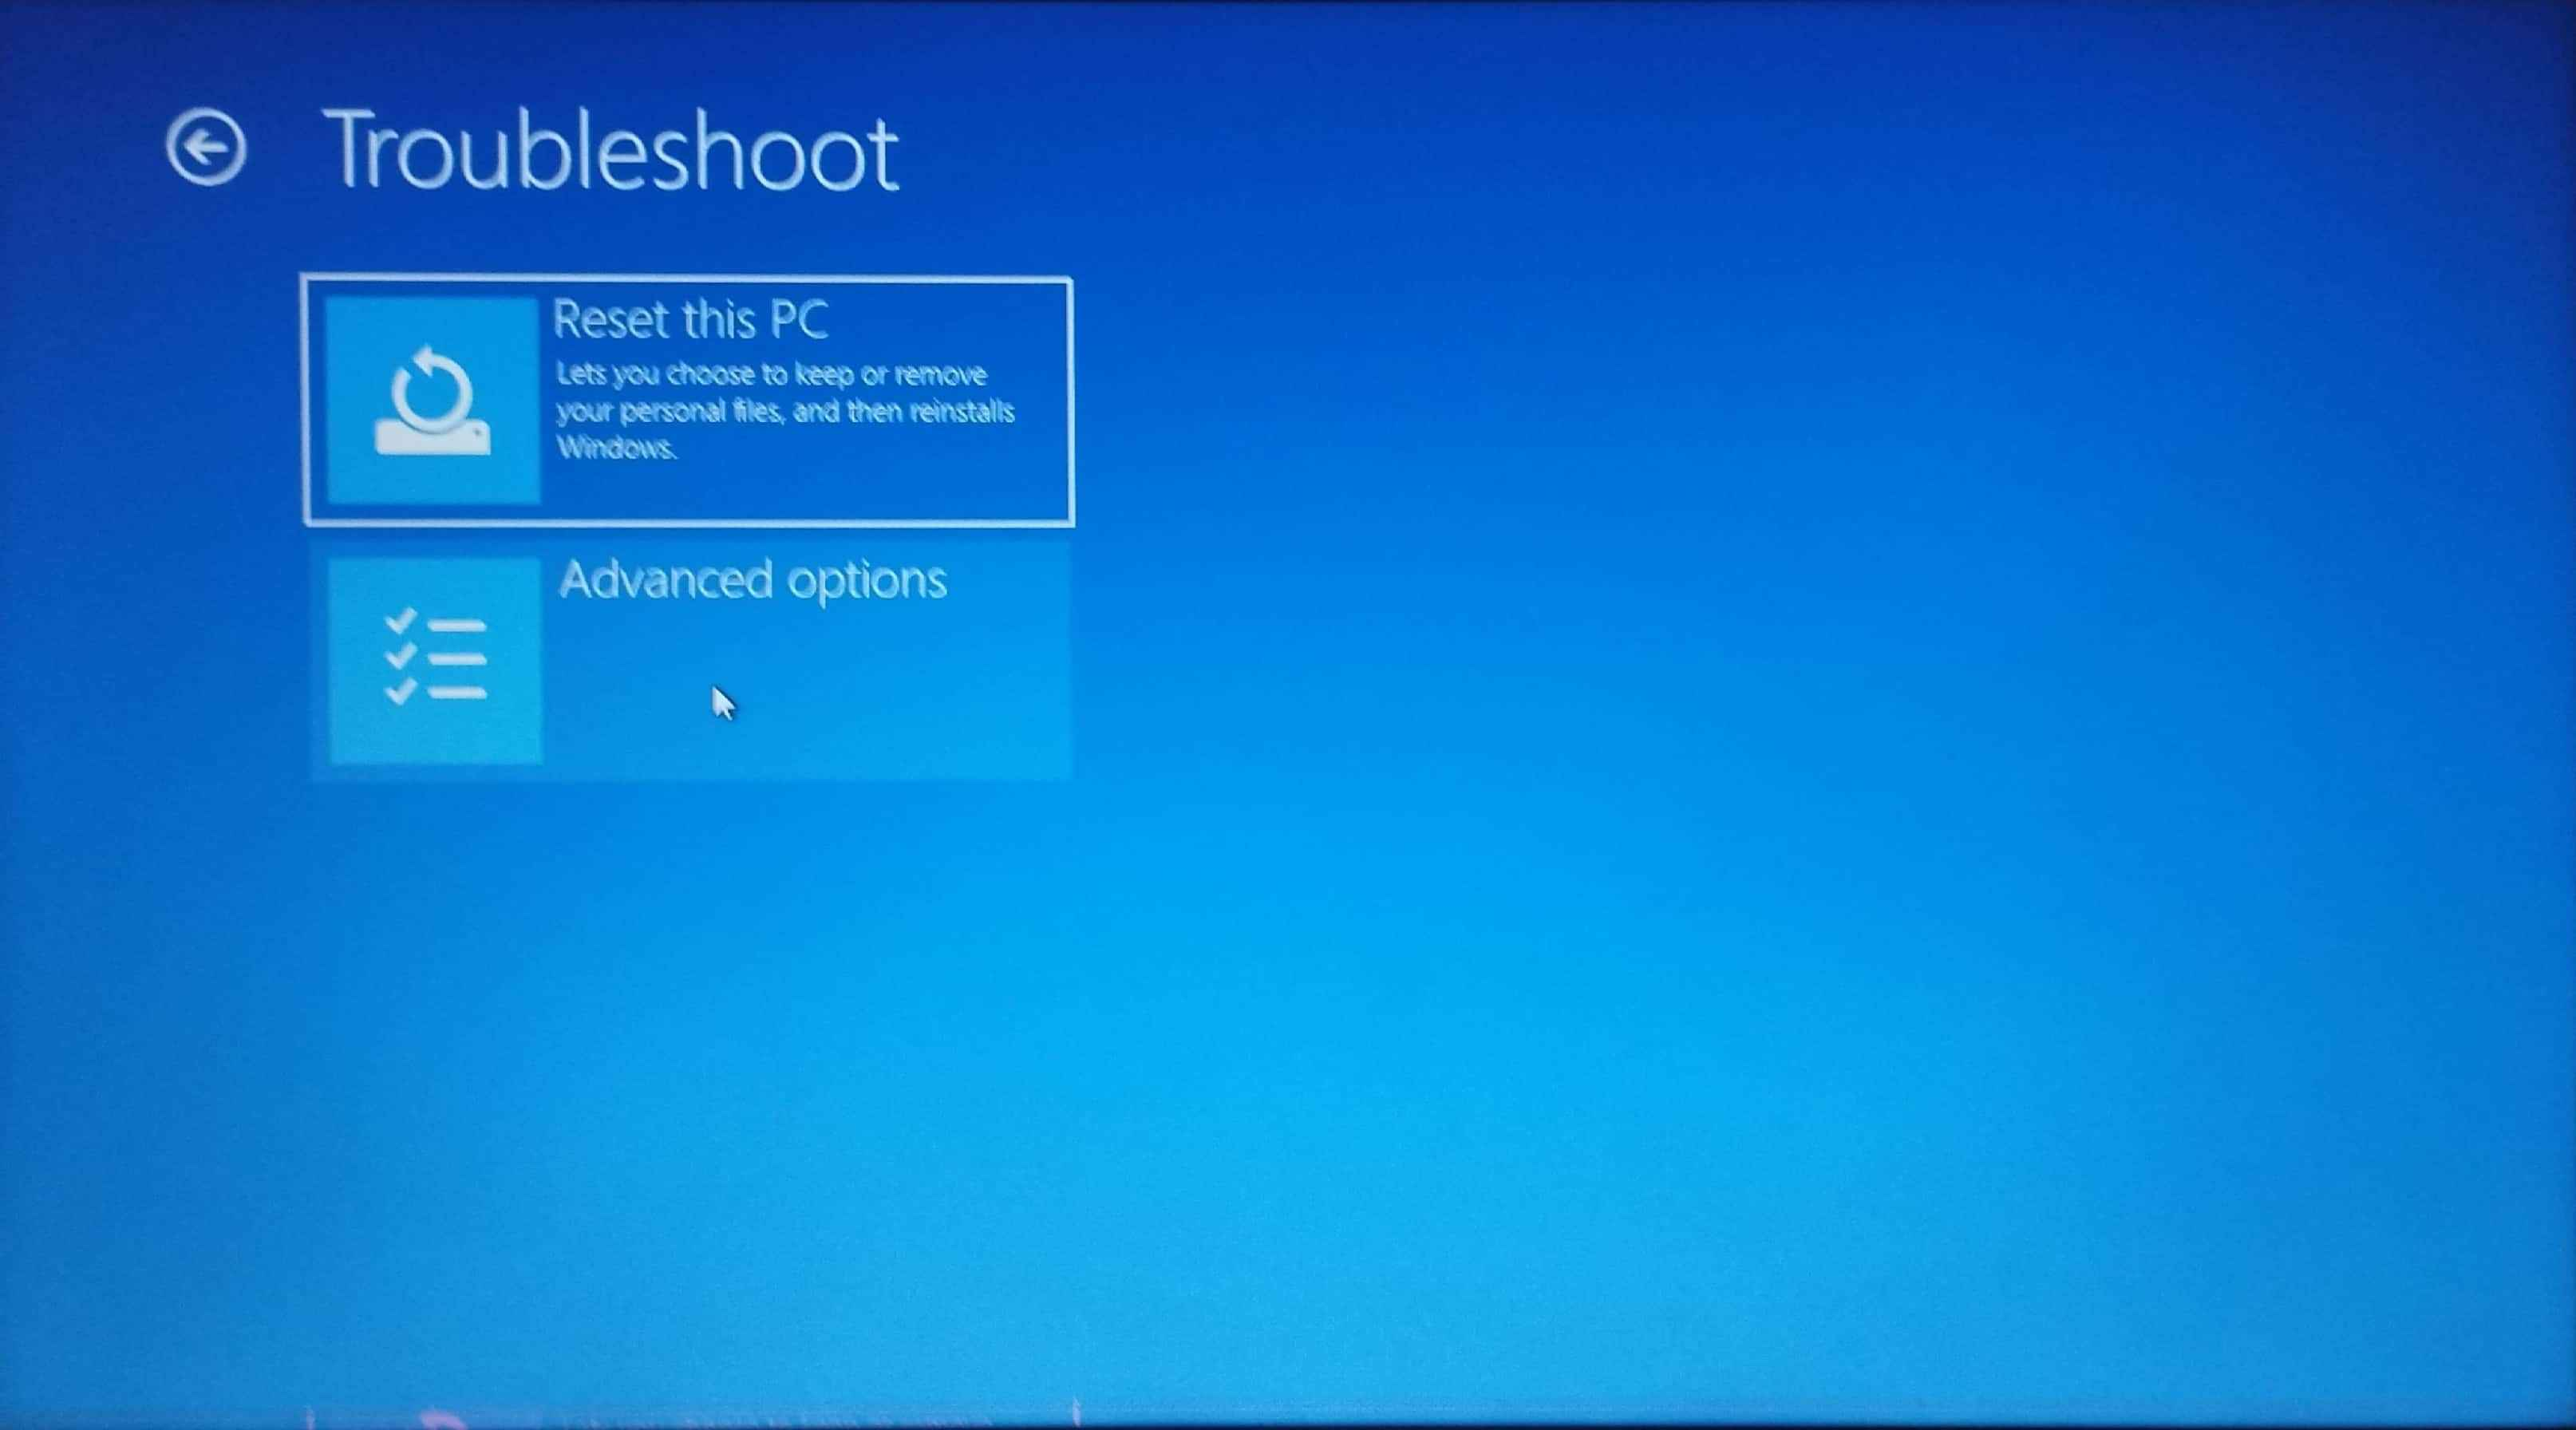 Troubleshoot
Reset this PC
Lets you choose to keep or remove
your personal files, and then reinstalls
Windows.
Advanced options